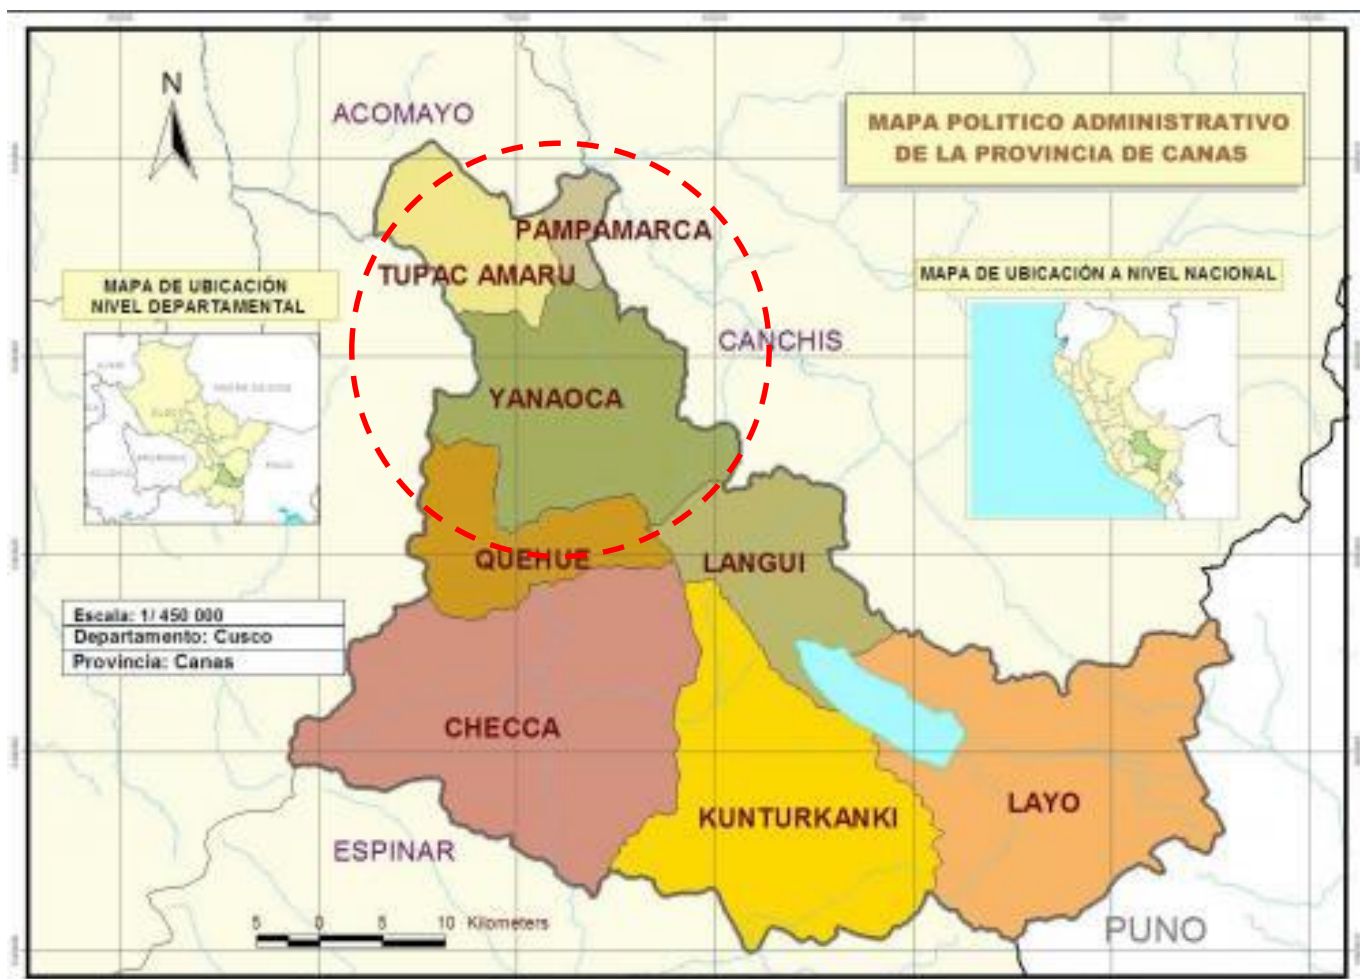 N
ACOMAYO
MAPA POLITICO ADMINISTRATIVO
DE LA PROVINCIA DE CANAS
PAMPAMARCA
TUPAC AMARU
MAPA DE UBICACIÓN
NIVEL DEPARTAMENTAL
MAPA DE UBICACIÓN A NIVEL NACIONAL
CANCHIS
YANAOCA
QUEHUE
LANGUI
Escala: 1/ 450 000
Departamento: Cusco
Provincia: Canas
CHECCA
KUNTURKANKI
LAYO
ESPINAR
5 0 5 10 Kilometers
PUNO